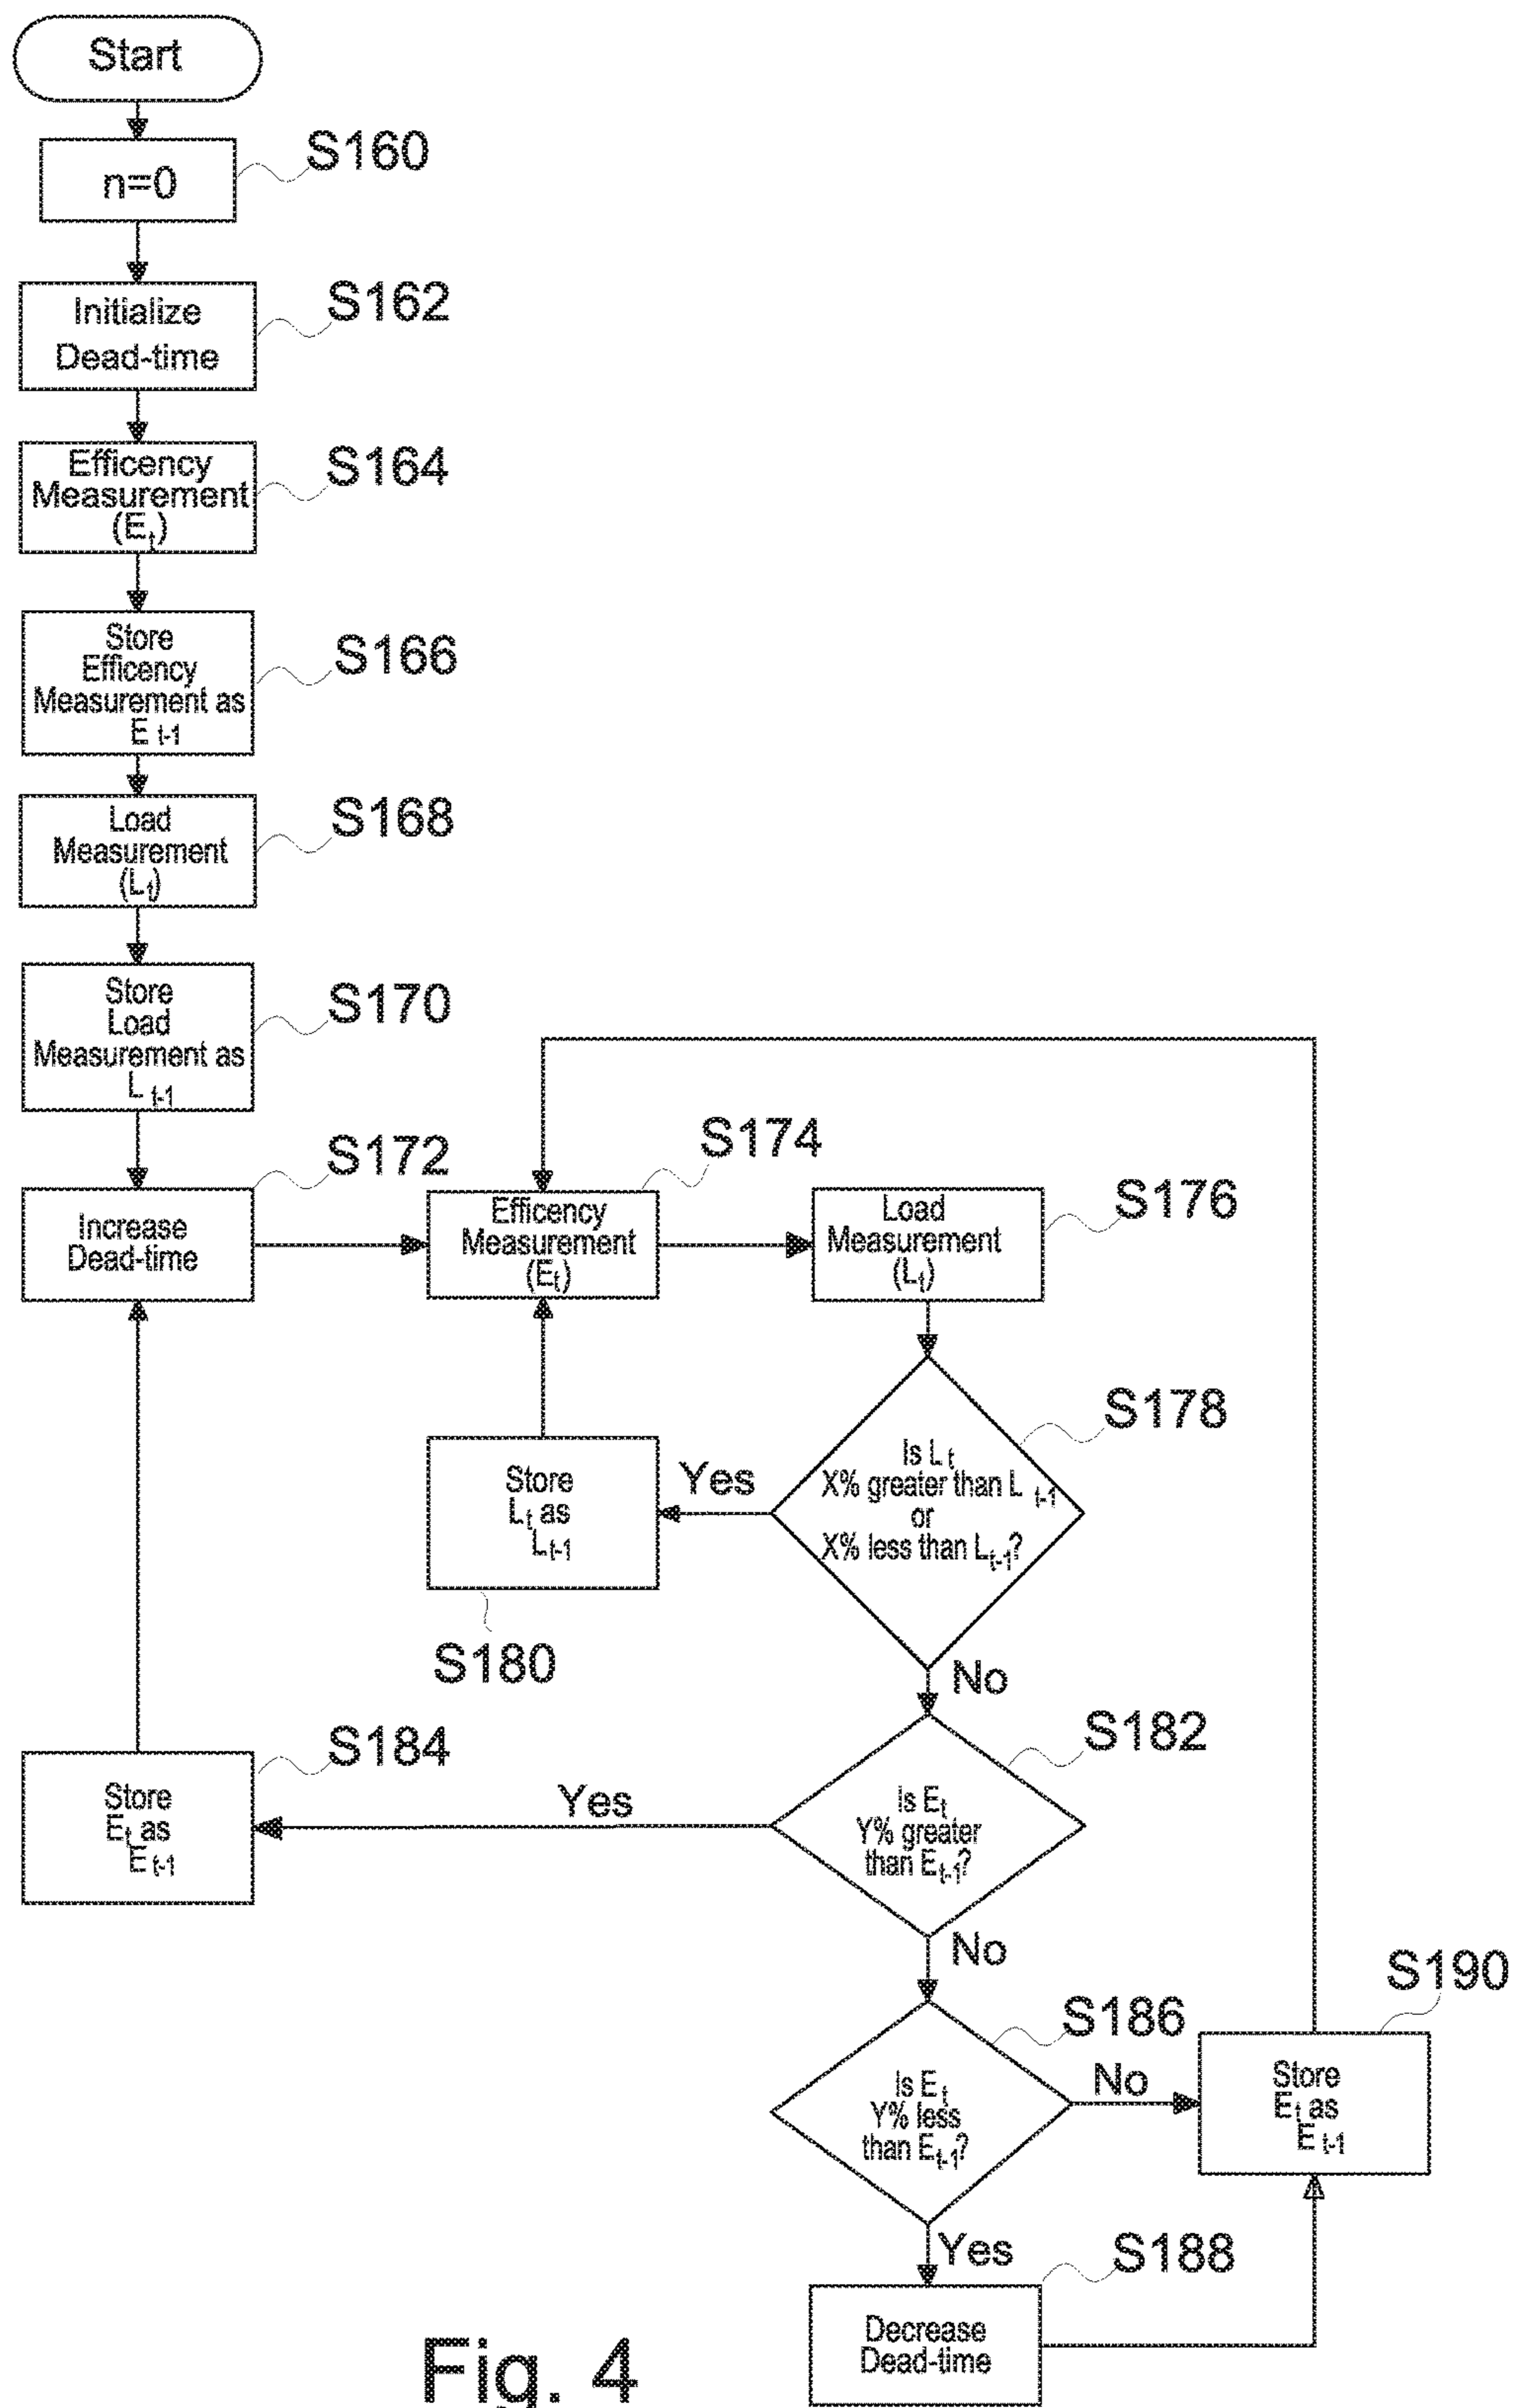 Start
n=0
S160
Initialize
Dead-time
S162
Efficency
Measurement
(Et)
S164
Store
Efficency
Measurement as
E t-1
S166
Load
Measurement
(Lt)
S168
Store
Load
Measurement as
L t-1
S170
Increase
Dead-time
S172
Efficency
Measurement
(Et)
S174
Load
Measurement
(Lt)
S176
Is Lt
X% greater than L t-1
or
X% less than Lt-1?
S178
Yes
Store
Lt as
Lt-1
S180
No
Is Et
Y% greater
than Et-1?
S182
Yes
Store
Et as
Et-1
S184
No
Is Et
Y% less
than Et-1?
S186
No
Store
Et as
E t-1
S190
Yes
Decrease
Dead-time
S188
Fig. 4